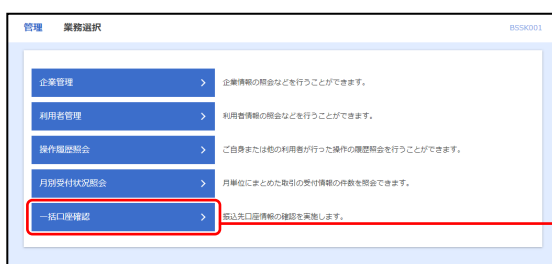 管理 業務選択 BSSK001
企業管理 企業情報の照会などを行うことができます。
利用者管理 利用者情報の照会などを行うことができます。
操作履歴照会 ご自身または他の利用者が行った操作の履歴照会を行うことができます。
月別受付状況照会 月単位にまとめた取引の受付情報の件数を照会できます。
一括口座確認 振込先口座情報の確認を実施します。